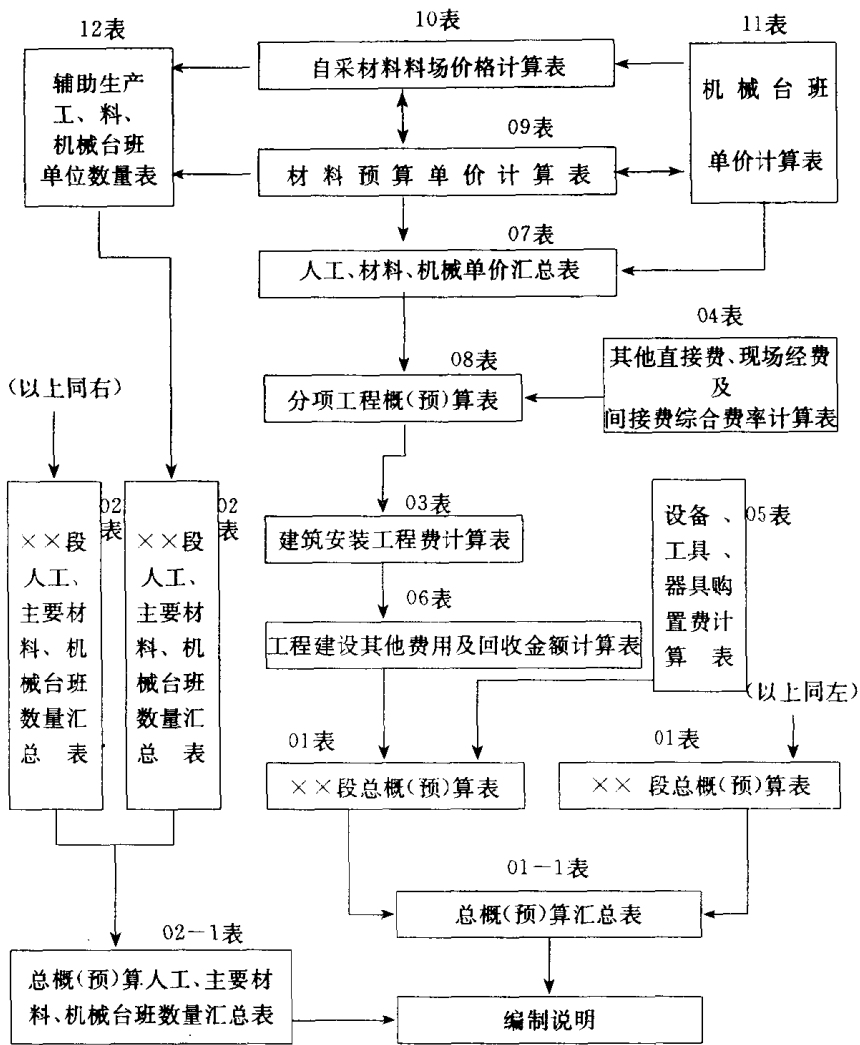 12表
10表
11表
辅助生产
工、料、
机械台班
单位数量表
自采材料料场价格计算表
机械台班
单价计算表
09表
材料预算单价计算表
07表
人工、材料、机械单价汇总表
04表
其他直接费、现场经费
及
间接费综合费率计算表
08表
分项工程概(预)算表
(以上同右)
02
表
××段
人工、
主要材
料、机
械台班
数量汇
总表
02
表
××段
人工、
主要材
料、机
械台班
数量汇
总表
03表
建筑安装工程费计算表
05表
设备、
工具、
器具购
置费计
算表
06表
工程建设其他费用及回收金额计算表
(以上同左)
01表
××段总概(预)算表
01表
×× 段总概(预)算表
01-1表
总概(预)算汇总表
02-1表
总概(预)算人工、主要材
料、机械台班数量汇总表
编制说明